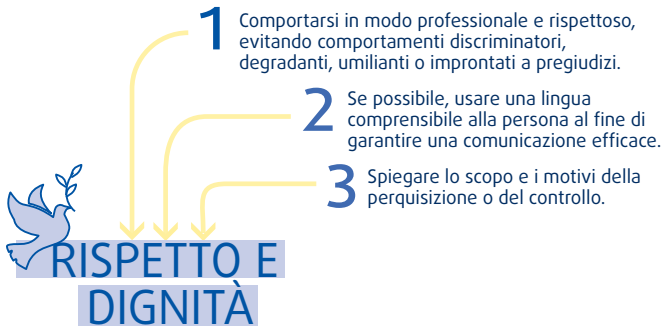 1 Comportarsi in modo professionale e rispettoso,
evitando comportamenti discriminatori,
degradanti, umilianti o improntati a pregiudizi.
2 Se possibile, usare una lingua
comprensibile alla persona al fine di
garantire una comunicazione efficace.
3 Spiegare lo scopo e i motivi della
perquisizione o del controllo.
RISPETTO E
DIGNITÀ